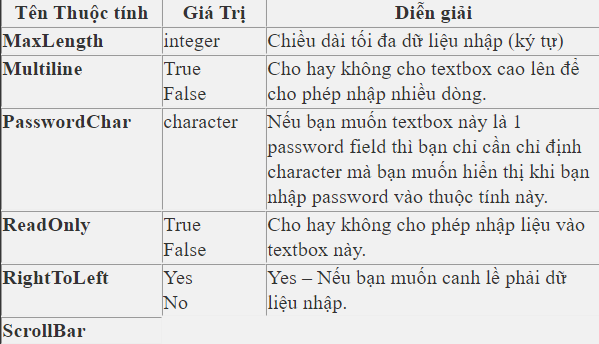 Tên Thuộc tính Giá Trị Diễn giải
MaxLength integer Chiều dài tối đa dữ liệu nhập (ký tự)
Multiline True Cho hay không cho textbox cao lên để
False cho phép nhập nhiều dòng.
PasswordChar character Nếu bạn muốn textbox này là 1
password field thì bạn chỉ cần chỉ định
character mà bạn muốn hiển thị khi bạn
nhập password vào thuộc tính này.
ReadOnly True Cho hay không cho phép nhập liệu vào
False textbox này.
RightToLeft Yes Yes – Nếu bạn muốn canh lề phải dữ
No liệu nhập.
ScrollBar